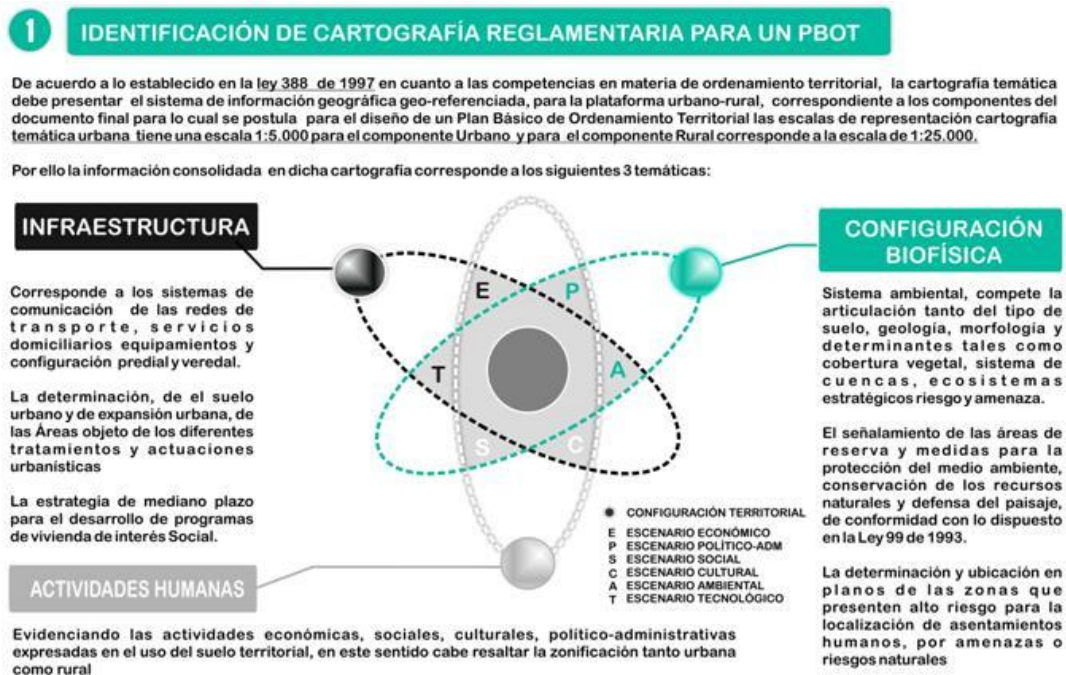 1
IDENTIFICACIÓN DE CARTOGRAFÍA REGLAMENTARIA PARA UN PBOT
De acuerdo a lo establecido en la ley 388 de 1997 en cuanto a las competencias en materia de ordenamiento territorial, la cartografía temática
debe presentar el sistema de información geográfica geo-referenciada, para la plataforma urbano-rural, correspondiente a los componentes del
documento final para lo cual se postula para el diseño de un Plan Básico de Ordenamiento Territorial las escalas de representación cartografía
temática urbana tiene una escala 1:5.000 para el componente Urbano y para el componente Rural corresponde a la escala de 1:25.000.
Por ello la información consolidada en dicha cartografía corresponde a los siguientes 3 temáticas:
INFRAESTRUCTURA
Corresponde a los sistemas de
comunicación de las redes de
transporte, servicios
domiciliarios equipamientos y
configuración predial y veredal.
La determinación, de el suelo
urbano y de expansión urbana, de
las Áreas objeto de los diferentes
tratamientos y actuaciones
urbanísticas
La estrategia de mediano plazo
para el desarrollo de programas
de vivienda de interés Social.
E
P
T
A
S
C
CONFIGURACIÓN
BIOFÍSICA
Sistema ambiental, compete la
articulación tanto del tipo de
suelo, geología, morfología y
determinantes tales como
cobertura vegetal, sistema de
cuencas, ecosistemas
estratégicos riesgo y amenaza.
El señalamiento de las áreas de
reserva y medidas para la
protección del medio ambiente,
conservación de los recursos
naturales y defensa del paisaje,
de conformidad con lo dispuesto
en la Ley 99 de 1993.
La determinación y ubicación en
planos de las zonas que
presenten alto riesgo para la
localización de asentamientos
humanos, por amenazas o
riesgos naturales
CONFIGURACIÓN TERRITORIAL
E ESCENARIO ECONÓMICO
P ESCENARIO POLÍTICO-ADM
S ESCENARIO SOCIAL
C ESCENARIO CULTURAL
A ESCENARIO AMBIENTAL
T ESCENARIO TECNOLÓGICO
ACTIVIDADES HUMANAS
Evidenciando las actividades económicas, sociales, culturales, político-administrativas
expresadas en el uso del suelo territorial, en este sentido cabe resaltar la zonificación tanto urbana
como rural